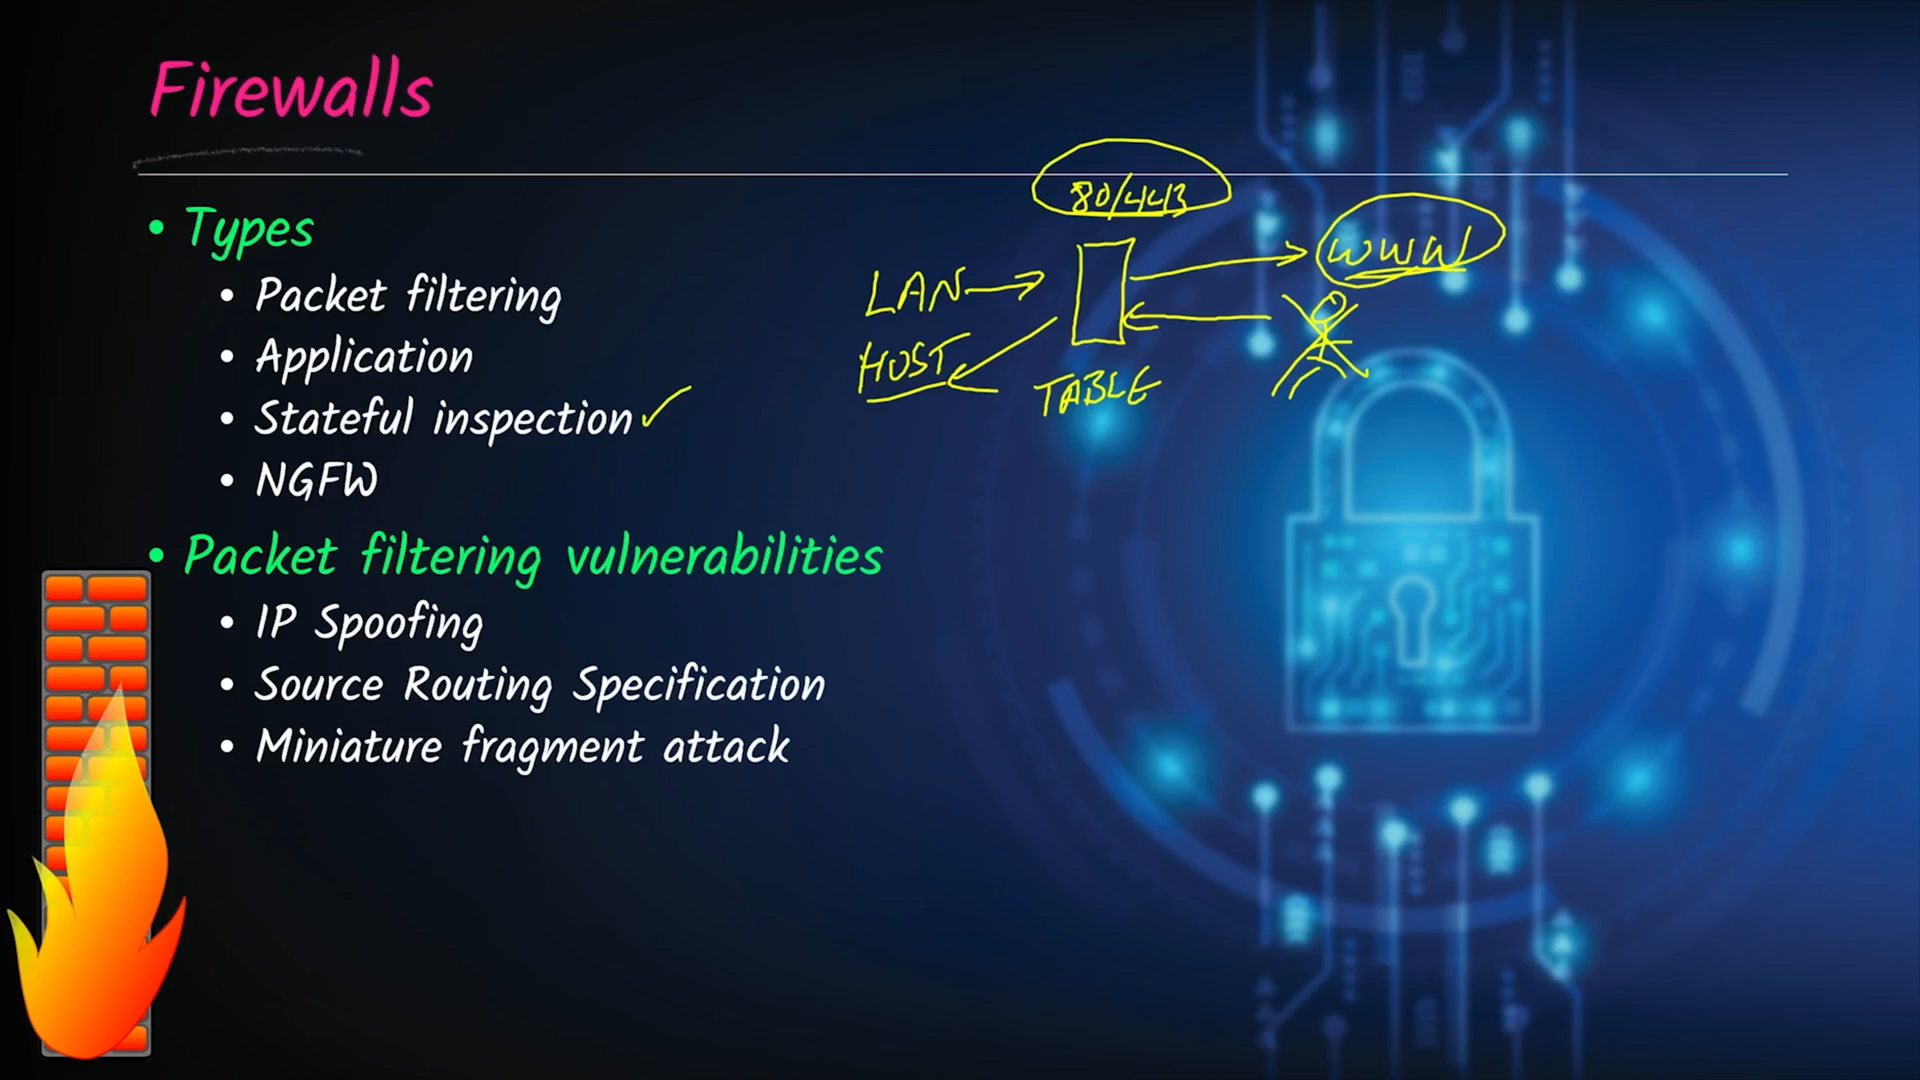 Firewalls
80/443
• Types
WWW
LAN
• Packet filtering
• Application
HOST
TABLE
• Stateful inspection
• NGFW
• Packet filtering vulnerabilities
• IP Spoofing
• Source Routing Specification
• Miniature fragment attack